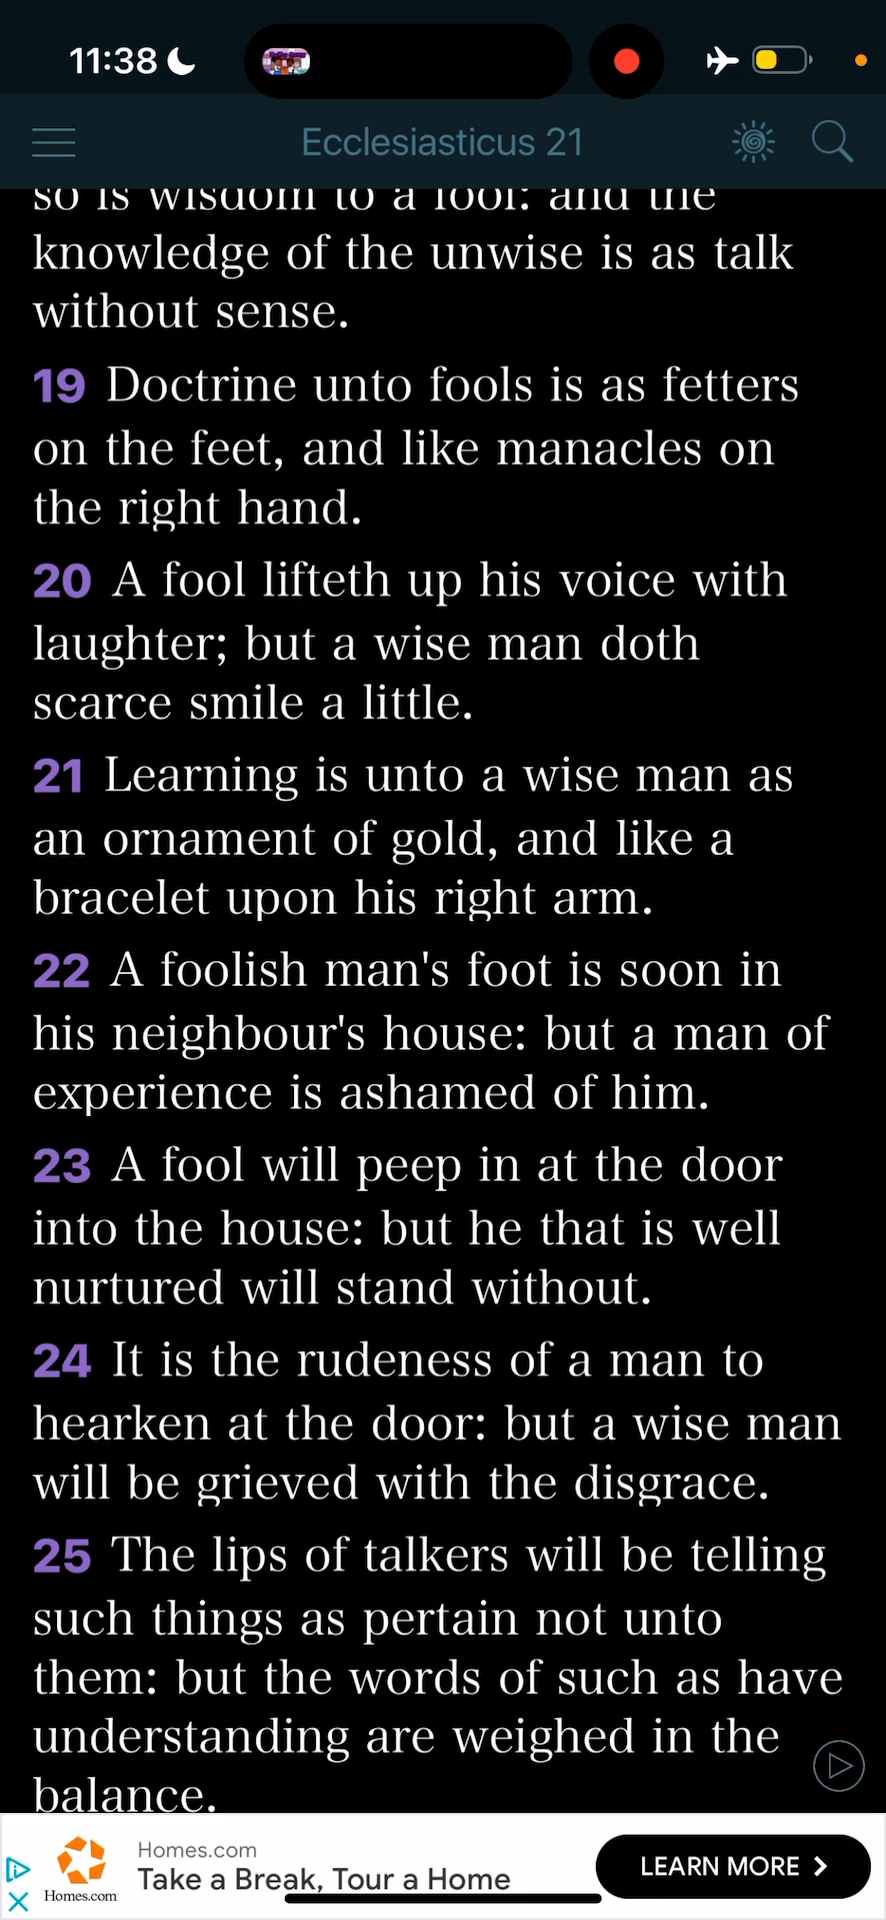 11:38
Ecclesiasticus 21
so is wisdom to a fool: and the
knowledge of the unwise is as talk
without sense.
19 Doctrine unto fools is as fetters
on the feet, and like manacles on
the right hand.
20 A fool lifteth up his voice with
laughter; but a wise man doth
scarce smile a little.
21 Learning is unto a wise man as
an ornament of gold, and like a
bracelet upon his right arm.
22 A foolish man's foot is soon in
his neighbour's house: but a man of
experience is ashamed of him.
23 A fool will peep in at the door
into the house: but he that is well
nurtured will stand without.
24 It is the rudeness of a man to
hearken at the door: but a wise man
will be grieved with the disgrace.
25 The lips of talkers will be telling
such things as pertain not unto
them: but the words of such as have
understanding are weighed in the
balance.
Homes.com
Homes.com
Take a Break, Tour a Home
LEARN MORE